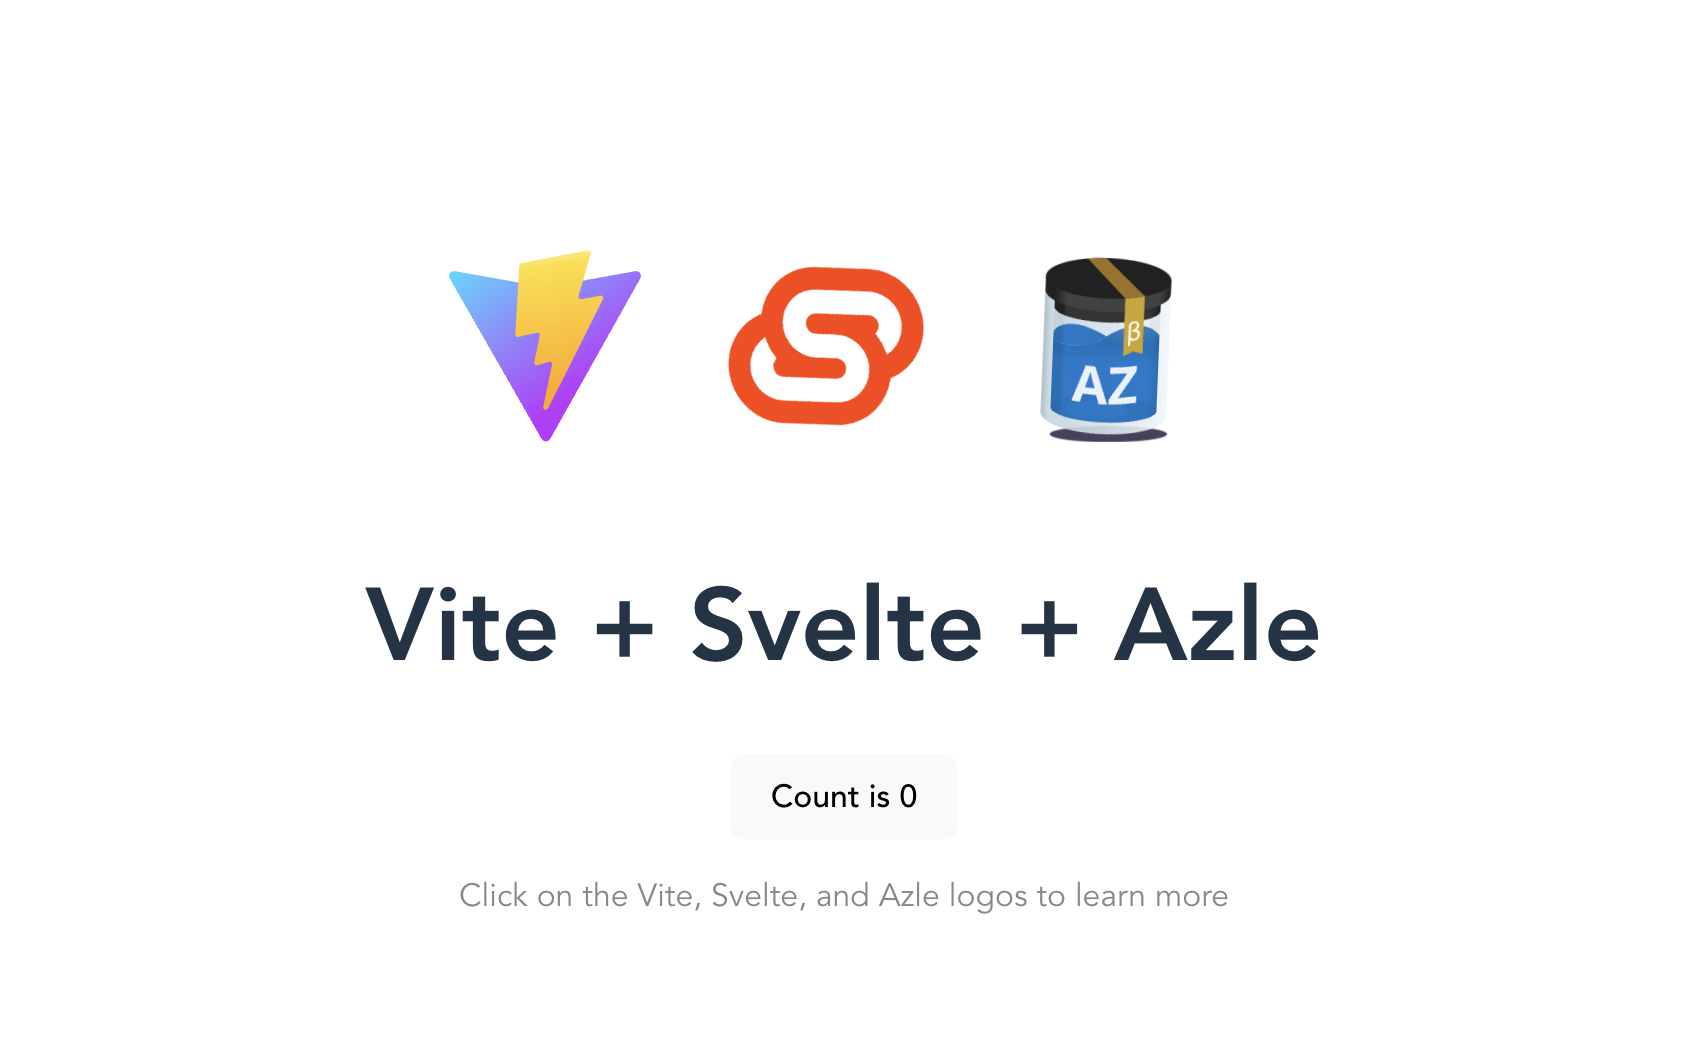 β
AZ
Vite + Svelte + Azle
Count is 0
Click on the Vite, Svelte, and Azle logos to learn more